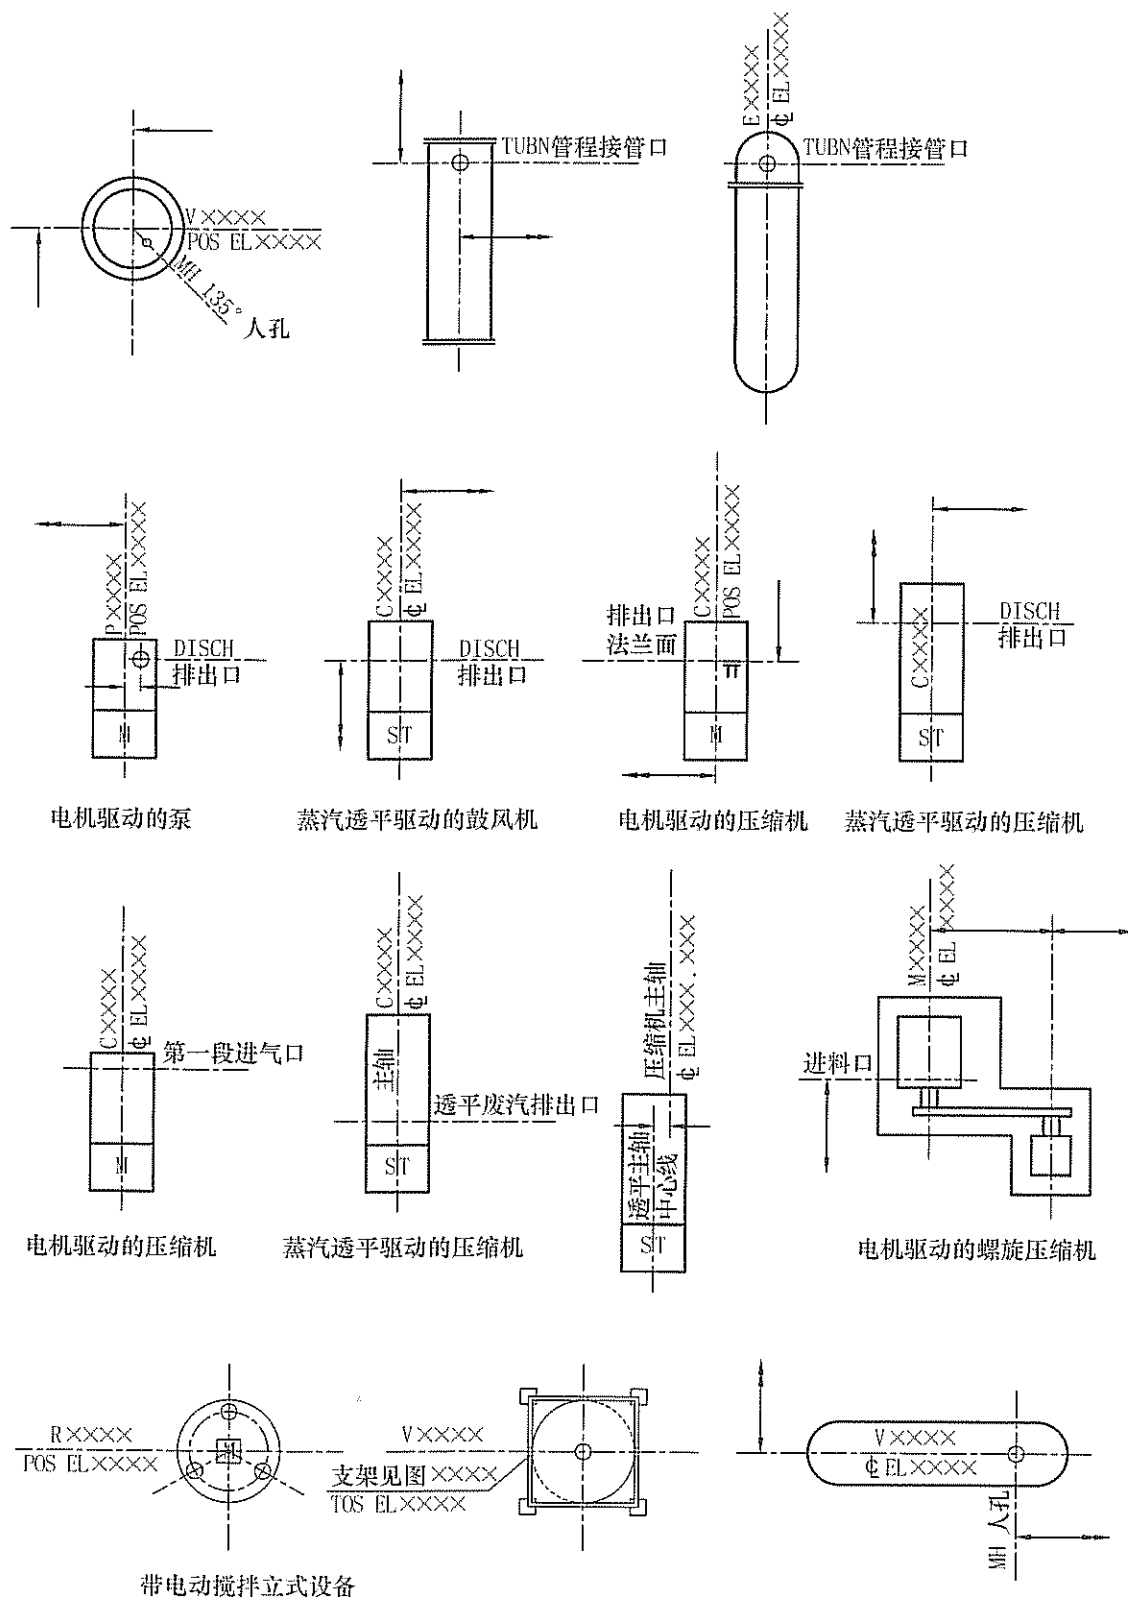 TUBN管程接管口
E××××
℄ EL××××
TUBN管程接管口
V××××
POS EL××××
MH 135°
人孔
P××××
POS EL××××
DISCH
排出口
M
电机驱动的泵
C××××
℄ EL××××
DISCH
排出口
ST
蒸汽透平驱动的鼓风机
C××××
POS EL××××
排出口
法兰面
M
电机驱动的压缩机
C××××
DISCH
排出口
ST
蒸汽透平驱动的压缩机
C××××
℄ EL××××
第一段进气口
M
电机驱动的压缩机
C××××
℄ EL××××
主轴
透平废汽排出口
ST
蒸汽透平驱动的压缩机
压缩机主轴
℄ EL×××.×××
透平主轴
中心线
ST
M××××
℄ EL ××××
进料口
电机驱动的螺旋压缩机
R××××
POS EL××××
带电动搅拌立式设备
V××××
支架见图××××
TOS EL××××
V××××
℄ EL××××
MH 人孔